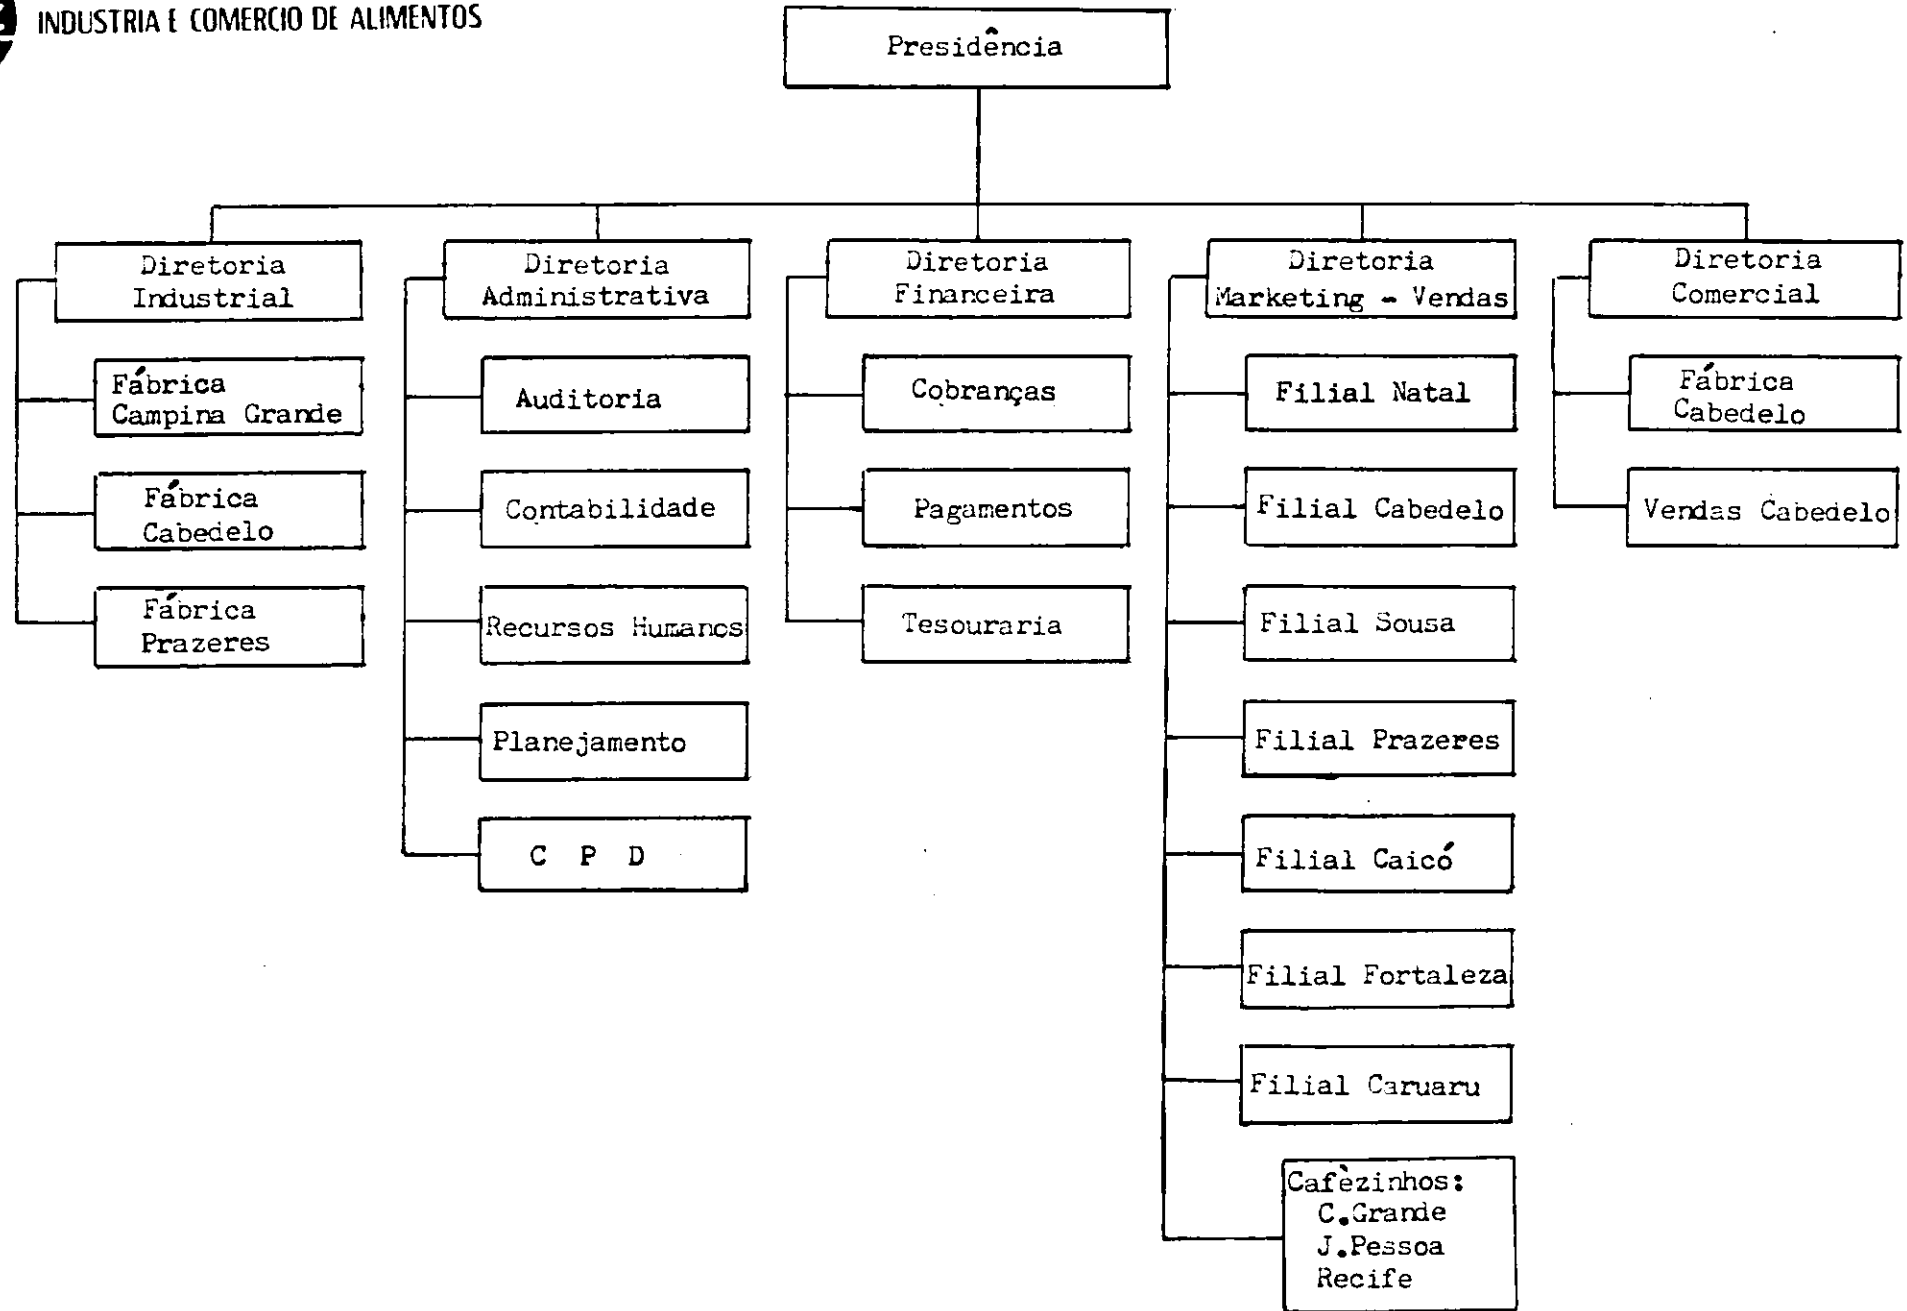 INDUSTRIA E COMERCIO DE ALIMENTOS
Presidência
Diretoria
Industrial
Fábrica
Campina Grande
Fábrica
Cabedelo
Fábrica
Prazeres
Diretoria
Administrativa
Auditoria
Contabilidade
Recursos Humanos
Planejamento
C P D
Diretoria
Financeira
Cobranças
Pagamentos
Tesouraria
Diretoria
Marketing - Vendas
Filial Natal
Filial Cabedelo
Filial Sousa
Filial Prazeres
Filial Caicó
Filial Fortaleza
Filial Caruaru
Cafèzinhos:
C.Grande
J.Pessoa
Recife
Diretoria
Comercial
Fábrica
Cabedelo
Vendas Cabedelo